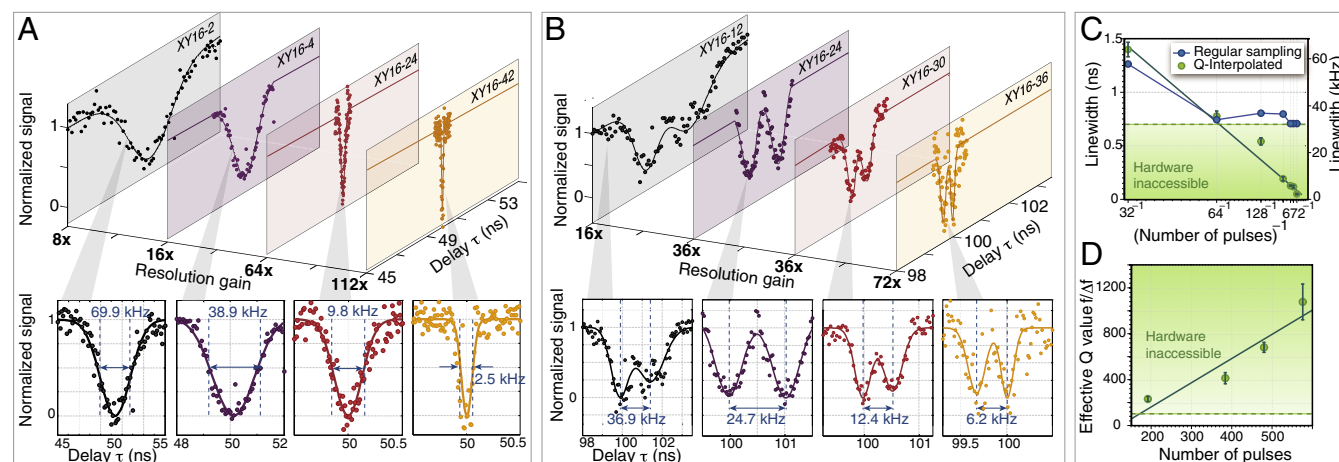 A
Normalized signal
1
0
XY16-2
XY16-4
XY16-24
XY16-42
8x
16x
64x
112x
Resolution gain
45
49
53
Delay τ (ns)
Normalized signal
1
0
69.9 kHz
38.9 kHz
9.8 kHz
2.5 kHz
45 50 55
48 50 52
50 50.5
50 50.5
Delay τ (ns)
B
Normalized signal
1
0
XY16-12
XY16-24
XY16-30
XY16-36
16x
36x
36x
72x
Resolution gain
98
100
102
Delay τ (ns)
Normalized signal
1
0
36.9 kHz
24.7 kHz
12.4 kHz
6.2 kHz
98 100 102
100 101
100 101
99.5 100
Delay τ (ns)
C
Linewidth (ns)
1.5
1
0.5
0
Regular sampling
Q-Interpolated
Hardware
inaccessible
60
40
20
0
Linewidth (kHz)
32⁻¹ 64⁻¹ 128⁻¹ 672⁻¹
(Number of pulses)⁻¹
D
Effective Q value f/Δf
1200
800
400
0
Hardware
inaccessible
200 300 400 500
Number of pulses